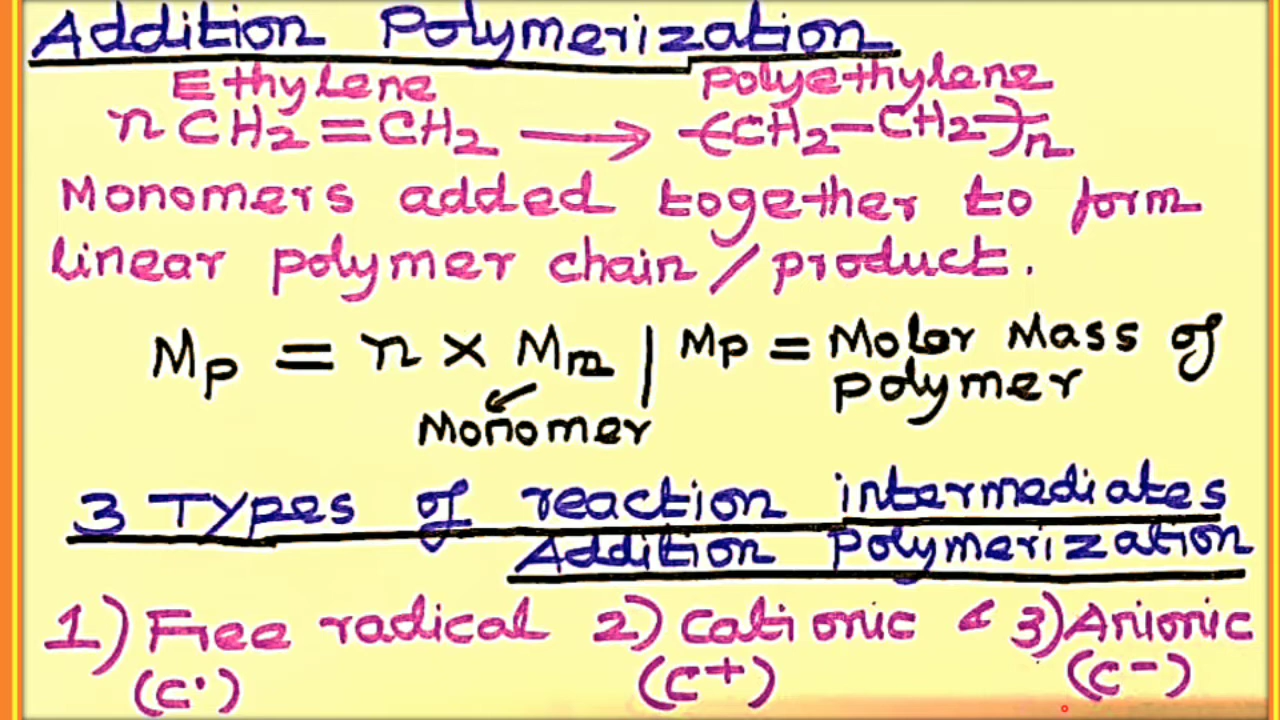 Addition Polymerization
Ethylene Polyethylene
n CH2=CH2 ⟶ -(CH2-CH2-)n
Monomers added together to form
linear polymer chain/product.
Mp = n × Mm | Mp = Molar Mass of
polymer
Monomer
3 Types of reaction intermediates
Addition Polymerization
1) Free radical 2) Cationic & 3) Anionic
(C·) (C+) (C-)